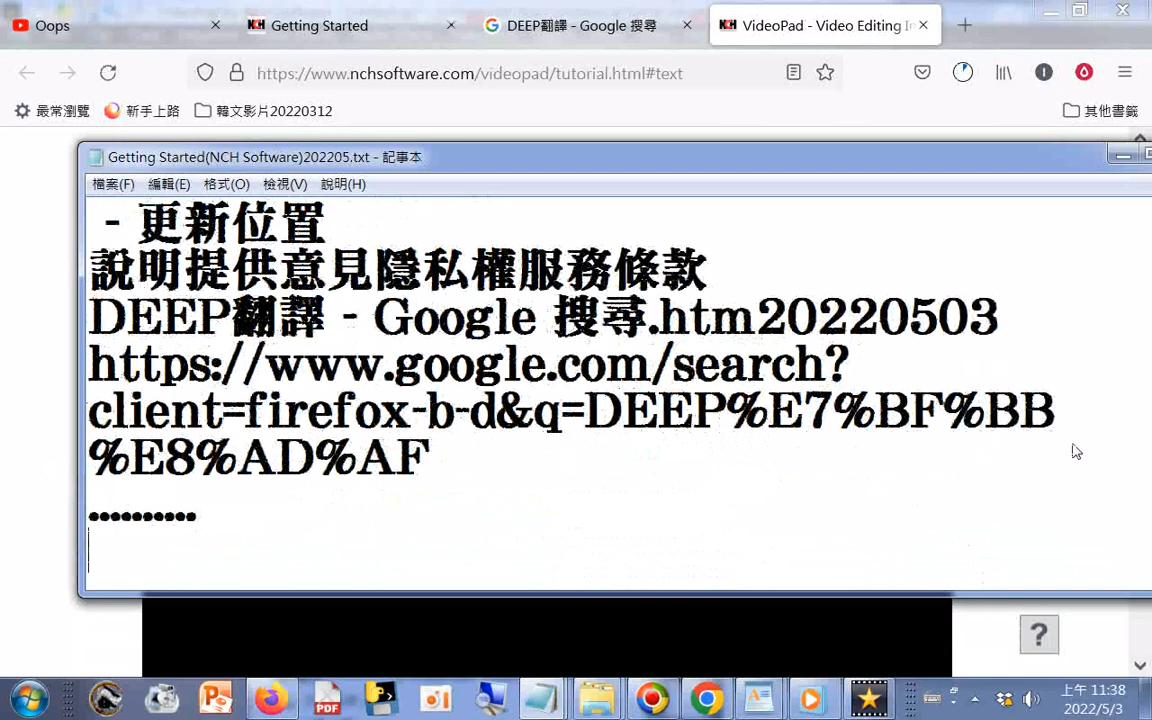 Oops
Getting Started
DEEP翻譯 - Google 搜尋
VideoPad - Video Editing In
https://www.nchsoftware.com/videopad/tutorial.html#text
最常瀏覽
新手上路
韓文影片20220312
其他書籤
Getting Started(NCH Software)202205.txt - 記事本
檔案(F) 編輯(E) 格式(O) 檢視(V) 說明(H)
- 更新位置
說明提供意見隱私權服務條款
DEEP翻譯 - Google 搜尋.htm20220503
https://www.google.com/search?
client=firefox-b-d&q=DEEP%E7%BF%BB
%E8%AD%AF
..........
?
PDF
上午 11:38
2022/5/3